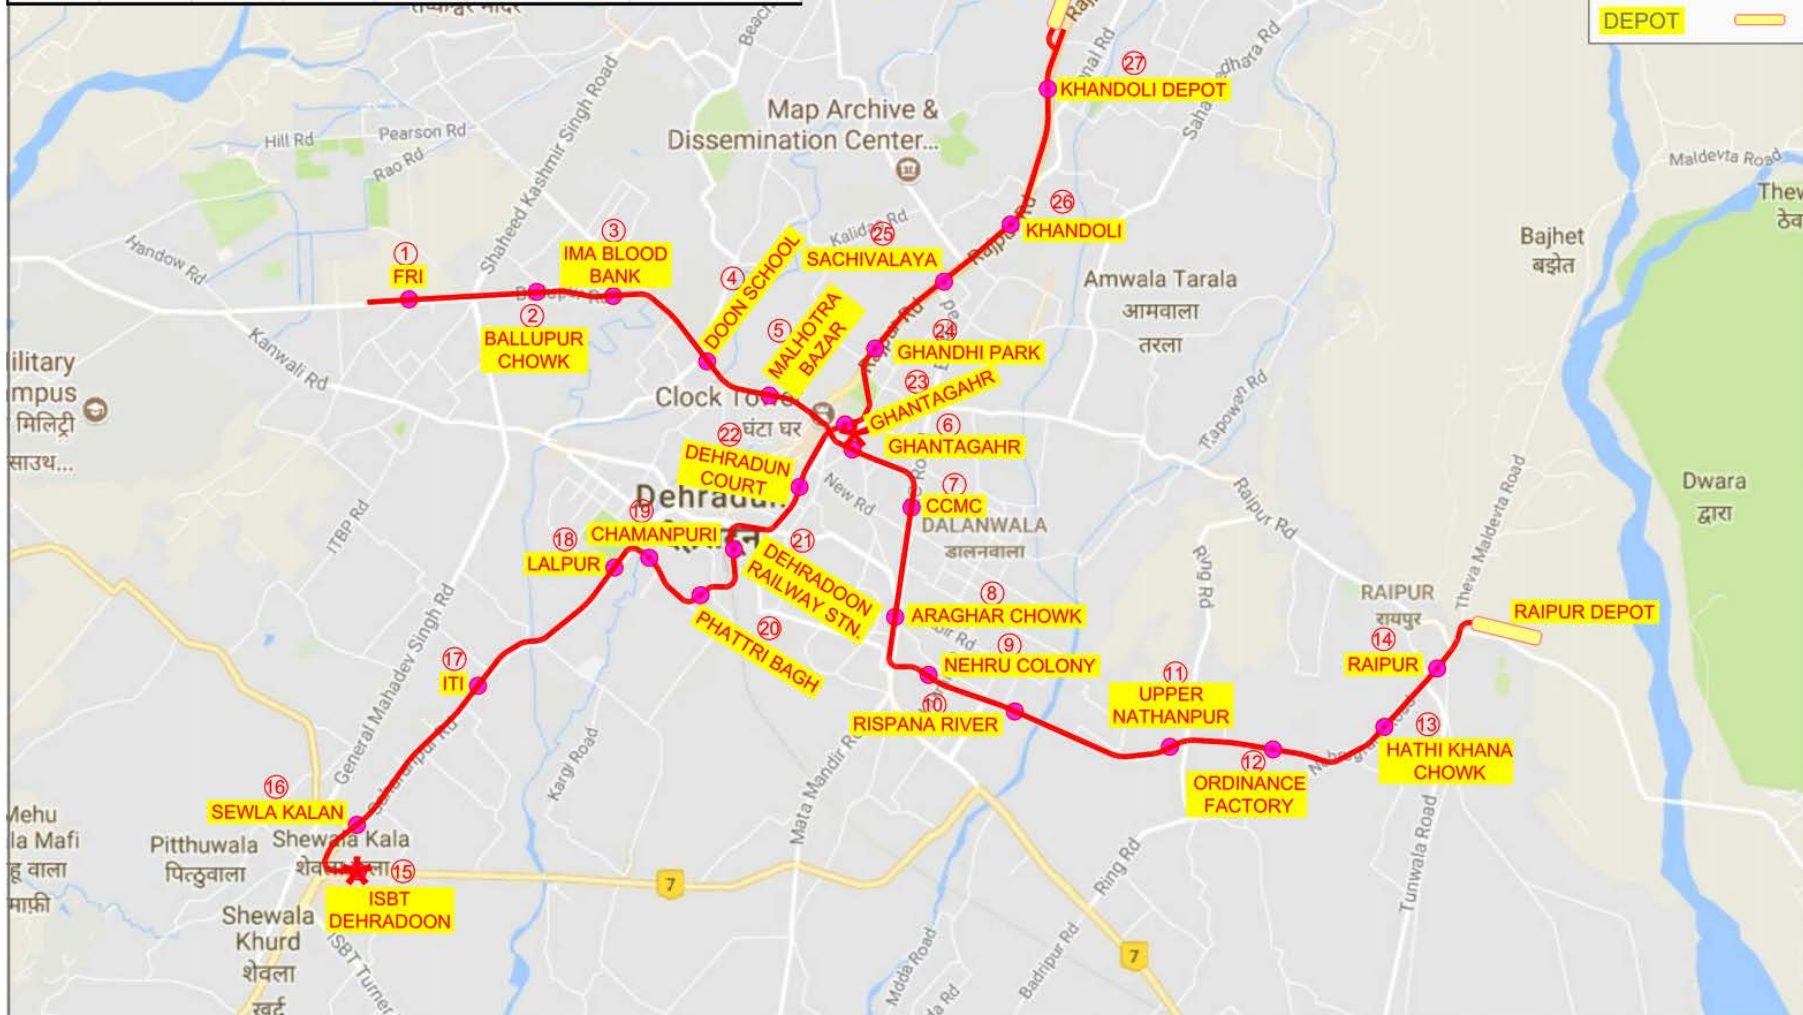 DEPOT
Hill Rd
Pearson Rd
Rao Rd
Shaheed Kashmir Singh Road
Map Archive &
Dissemination Center...
27
KHANDOLI DEPOT
Maldevta Road
Handow Rd
Kalidas Rd
26
KHANDOLI
25
SACHIVALAYA
Bajhet
बझेत
1
FRI
3
IMA BLOOD
BANK
2
BALLUPUR
CHOWK
4
DOON SCHOOL
5
MALHOTRA
BAZAR
Rajpur Rd
Amwala Tarala
आमवाला
तरला
24
GHANDHI PARK
Kanwali Rd
साउथ...
मिलिट्री
23
GHANTAGAHR
6
GHANTAGAHR
घंटा घर
22
DEHRADUN
COURT
New Rd
7
CCMC
DALANWALA
डालनवाला
Tapowan Rd
Raipur Rd
Ring Rd
Theva Maldevta Road
Dwara
द्वारा
ITBP Rd
19
CHAMANPURI
18
LALPUR
21
DEHRADOON
RAILWAY STN.
20
PHATTRI BAGH
8
ARAGHAR CHOWK
9
NEHRU COLONY
10
RISPANA RIVER
11
UPPER
NATHANPUR
12
ORDINANCE
FACTORY
13
HATHI KHANA
CHOWK
RAIPUR
रायपुर
14
RAIPUR
RAIPUR DEPOT
17
ITI
General Mahadev Singh Rd
Kargi Road
16
SEWLA KALAN
Pitthuwala
पित्ठुवाला
Shewala Kala
15
ISBT
DEHRADOON
Shewala
Khurd
शेवला
7
Ring Rd
Tunwala Road
7
Badripur Rd
Mdda Road